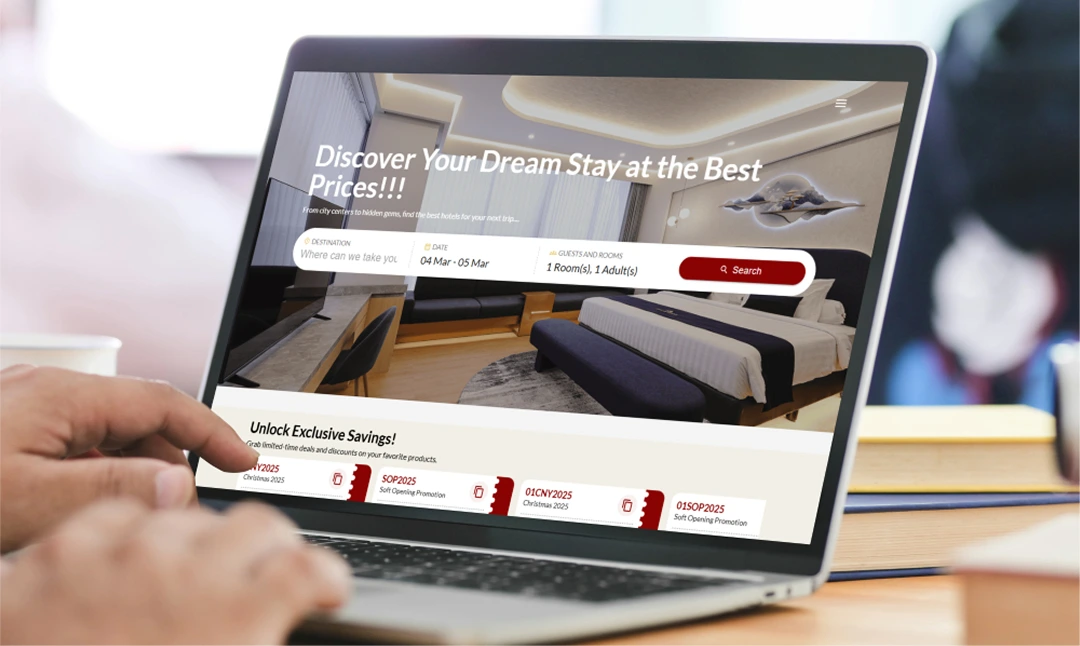 Discover Your Dream Stay at the Best
Prices!!!
From city centers to hidden gems, find the best hotels for your next trip...
DESTINATION
Where can we take you
DATE
04 Mar - 05 Mar
GUESTS AND ROOMS
1 Room(s), 1 Adult(s)
Search
Unlock Exclusive Savings!
Grab limited-time deals and discounts on your favorite products.
NY2025
Christmas 2025
SOP2025
Soft Opening Promotion
01CNY2025
Christmas 2025
01SOP2025
Soft Opening Promotion